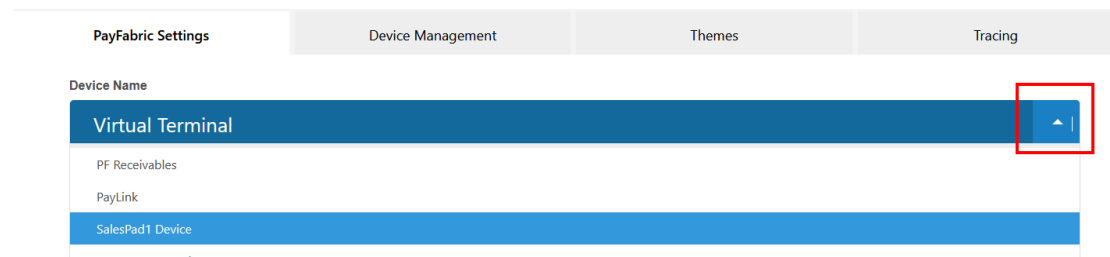 PayFabric Settings Device Management Themes Tracing
Device Name
Virtual Terminal
PF Receivables
PayLink
SalesPad1 Device